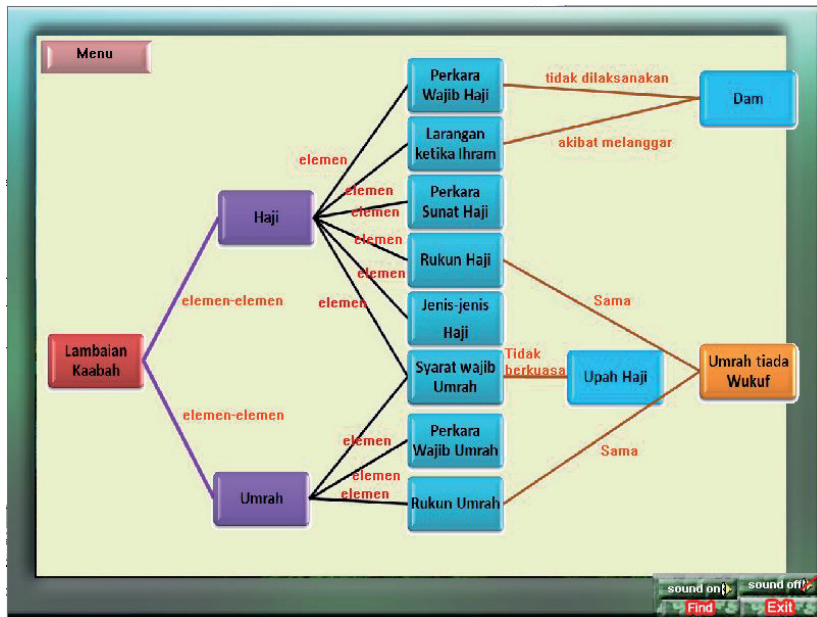 Menu
Perkara
Wajib Haji
tidak dilaksanakan
Dam
Larangan
ketika Ihram
akibat melanggar
elemen
elemen
Perkara
Sunat Haji
elemen
Haji
elemen
Rukun Haji
elemen
elemen
Sama
elemen-elemen
Jenis-jenis
Haji
Lambaian
Kaabah
Syarat wajib
Umrah
Tidak
berkuasa
Upah Haji
Umrah tiada
Wukuf
elemen-elemen
elemen
Perkara
Wajib Umrah
Sama
elemen
elemen
Umrah
Rukun Umrah
sound on
sound off
Find
Exit